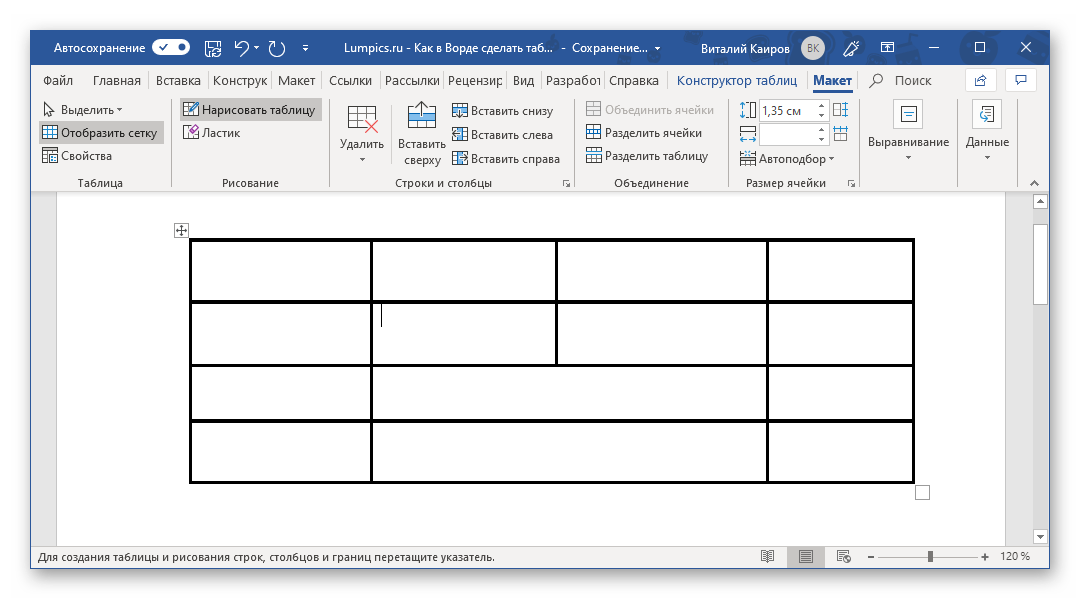 Автосохранение Lumpics.ru - Как в Ворде сделать таб... - Сохранение... Виталий Каиров ВК
Файл Главная Вставка Конструк Макет Ссылки Рассылки Рецензир Вид Разработ Справка Конструктор таблиц Макет Поиск
Выделить
Отобразить сетку
Свойства
Таблица
Нарисовать таблицу
Ластик
Рисование
Удалить
Вставить сверху
Вставить снизу
Вставить слева
Вставить справа
Строки и столбцы
Объединить ячейки
Разделить ячейки
Разделить таблицу
Объединение
1,35 см
Автоподбор
Размер ячейки
Выравнивание
Данные
Для создания таблицы и рисования строк, столбцов и границ перетащите указатель. 120 %